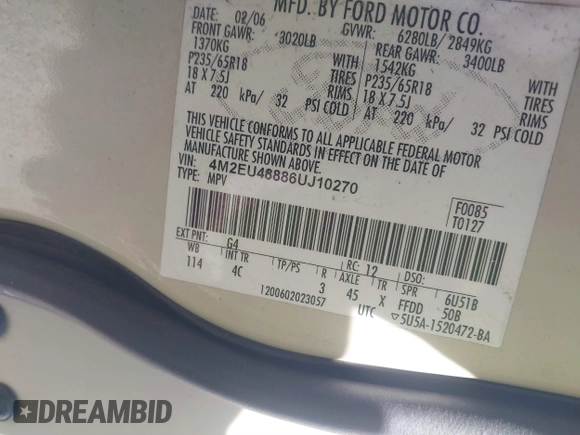 MFD. BY FORD MOTOR CO.
DATE: 02/06 GVWR: 6280LB/ 2849KG
FRONT GAWR: 3020LB REAR GAWR: 3400LB
1370KG WITH 1542KG WITH
P235/65R18 TIRES P235/65R18 TIRES
18 X 7.5J RIMS 18 X 7.5J RIMS
AT 220 kPa/ 32 PSI COLD AT 220 kPa/ 32 PSI COLD
THIS VEHICLE CONFORMS TO ALL APPLICABLE FEDERAL MOTOR
VEHICLE SAFETY STANDARDS IN EFFECT ON THE DATE OF
MANUFACTURE SHOWN ABOVE.
VIN: 4M2EU48886UJ10270
TYPE: MPV
F0085
T0127
EXT PNT: G4 RC: 12 DSO:
WB INT TR TP/PS R AXLE TR SPR 6U51B
114 4C 3 45 X FFDD 50B
1200602023057 UTC ▽5U5A-1520472-BA
DREAMBID